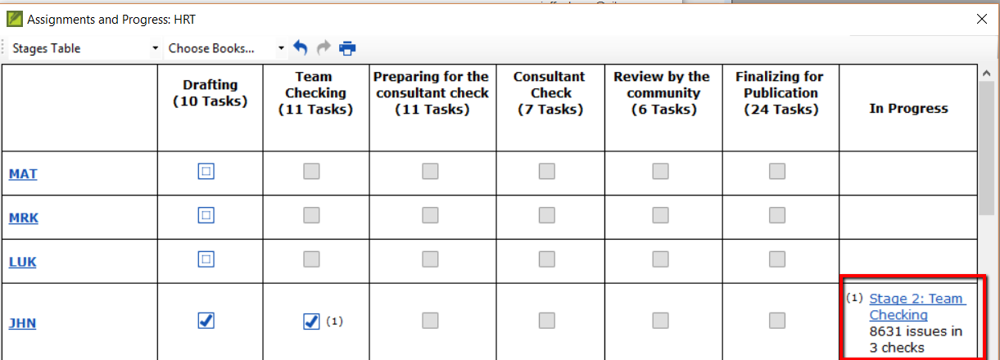 Assignments and Progress: HRT
Stages Table
Choose Books...
Drafting
(10 Tasks)
Team
Checking
(11 Tasks)
Preparing for the
consultant check
(11 Tasks)
Consultant
Check
(7 Tasks)
Review by the
community
(6 Tasks)
Finalizing for
Publication
(24 Tasks)
In Progress
MAT
MRK
LUK
JHN
(1)
(1) Stage 2: Team
Checking
8631 issues in
3 checks